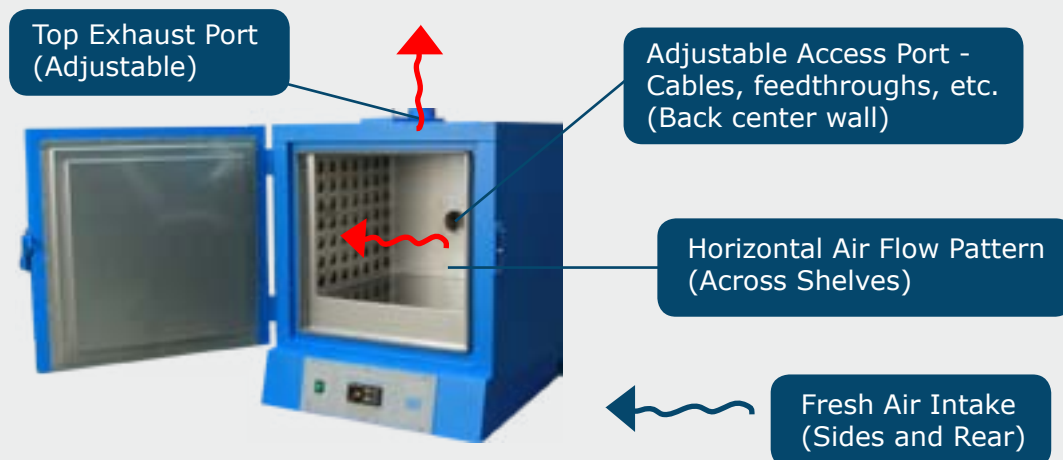 Top Exhaust Port
(Adjustable)
Adjustable Access Port -
Cables, feedthroughs, etc.
(Back center wall)
Horizontal Air Flow Pattern
(Across Shelves)
Fresh Air Intake
(Sides and Rear)